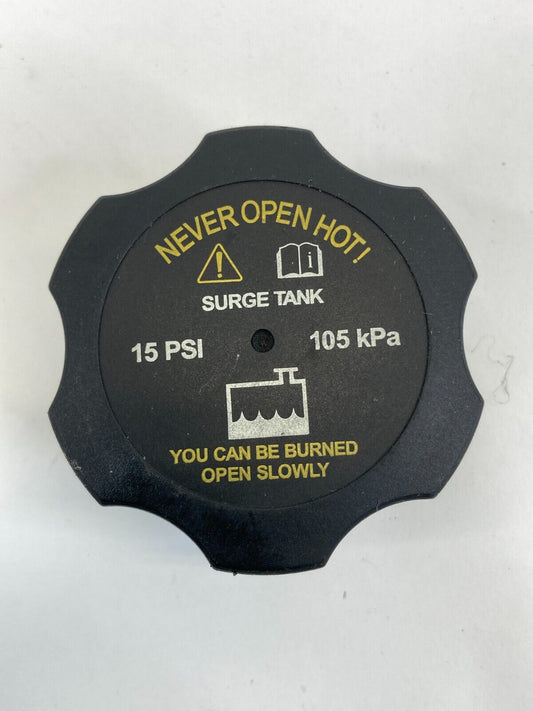 NEVER OPEN HOT!
i
SURGE TANK
15 PSI 105 kPa
YOU CAN BE BURNED
OPEN SLOWLY